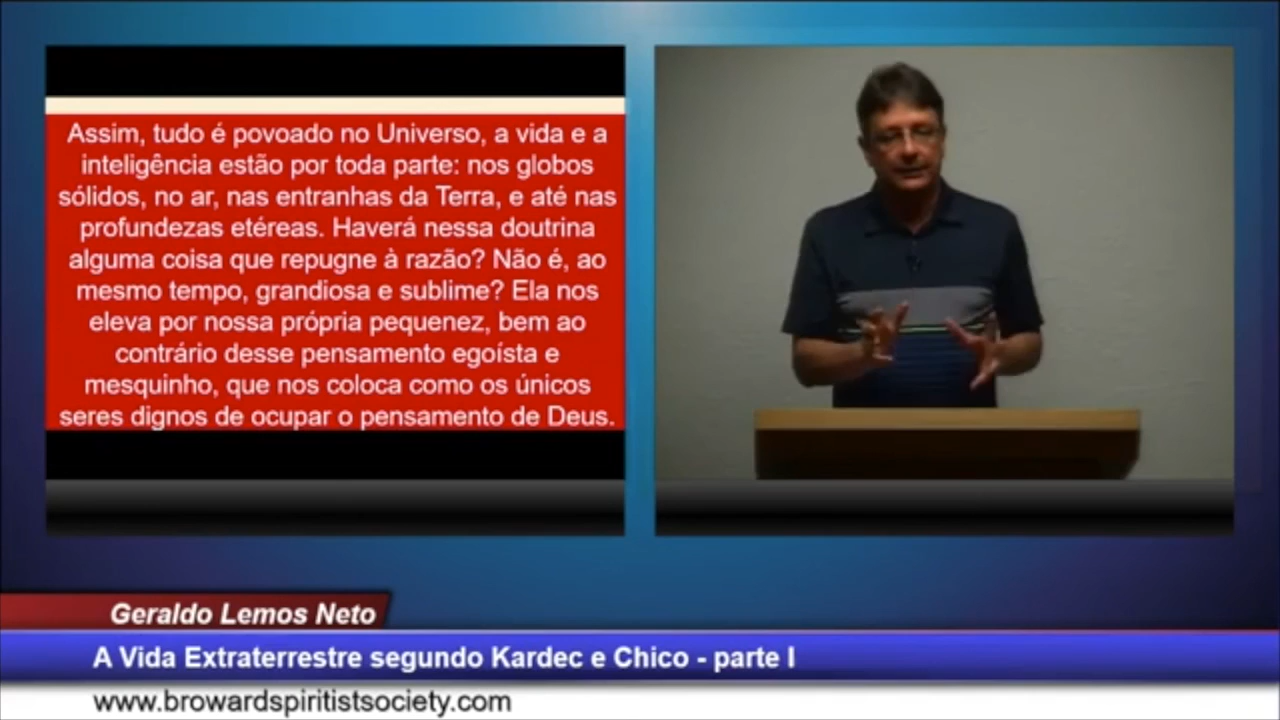 Assim, tudo é povoado no Universo, a vida e a
inteligência estão por toda parte: nos globos
sólidos, no ar, nas entranhas da Terra, e até nas
profundezas etéreas. Haverá nessa doutrina
alguma coisa que repugne à razão? Não é, ao
mesmo tempo, grandiosa e sublime? Ela nos
eleva por nossa própria pequenez, bem ao
contrário desse pensamento egoísta e
mesquinho, que nos coloca como os únicos
seres dignos de ocupar o pensamento de Deus.
Geraldo Lemos Neto
A Vida Extraterrestre segundo Kardec e Chico - parte I
www.browardspiritistsociety.com